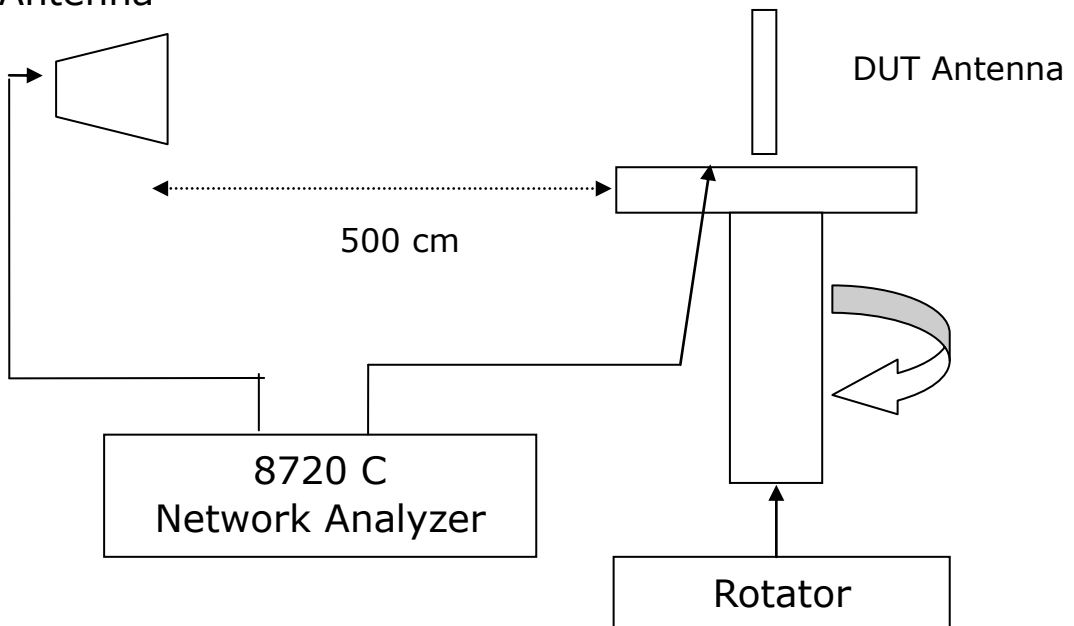 Antenna
DUT Antenna
500 cm
8720 C
Network Analyzer
Rotator